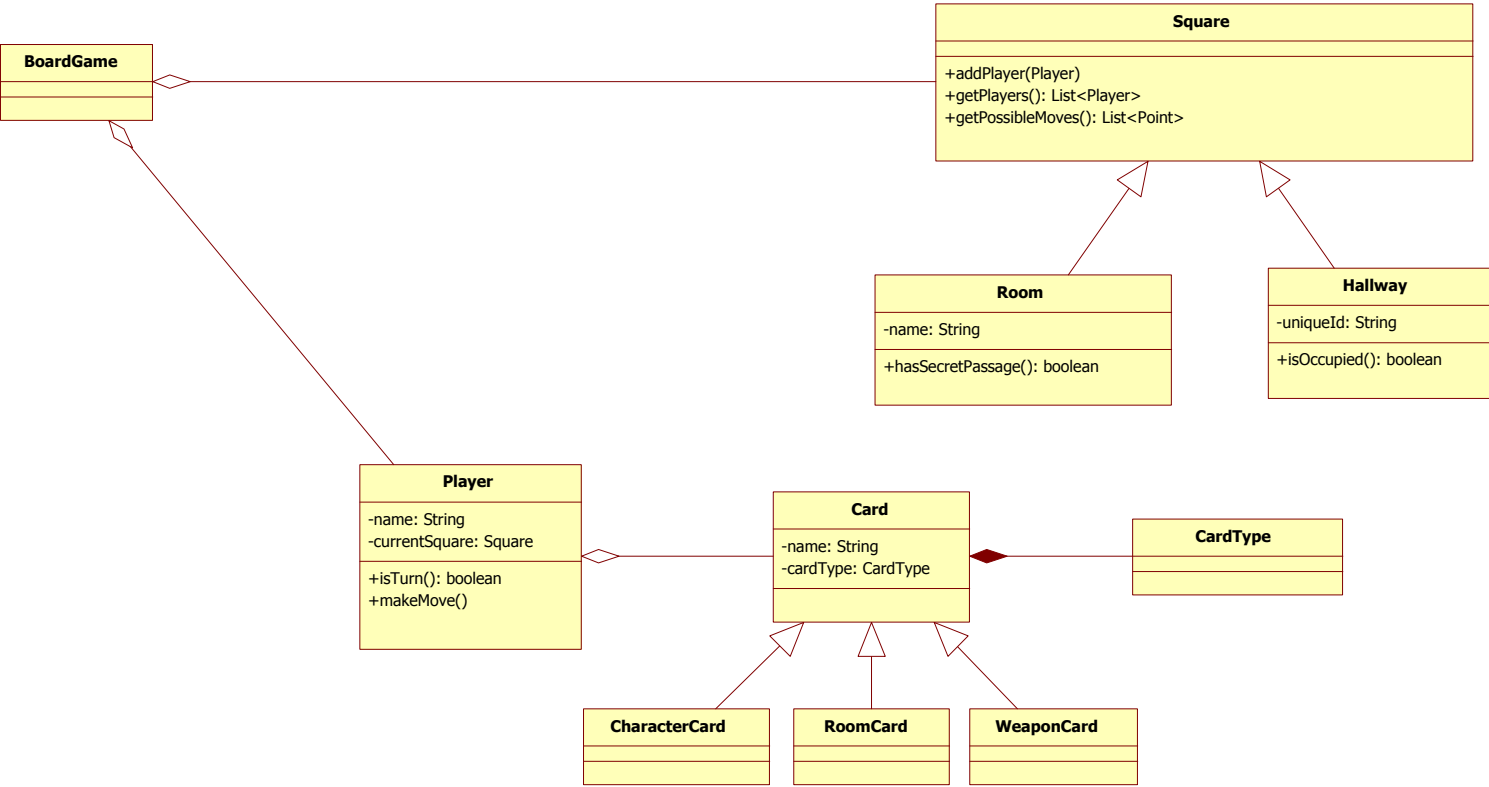 BoardGame
Square
+addPlayer(Player)
+getPlayers(): List<Player>
+getPossibleMoves(): List<Point>
Room
-name: String
+hasSecretPassage(): boolean
Hallway
-uniqueId: String
+isOccupied(): boolean
Player
-name: String
-currentSquare: Square
+isTurn(): boolean
+makeMove()
Card
-name: String
-cardType: CardType
CardType
CharacterCard
RoomCard
WeaponCard